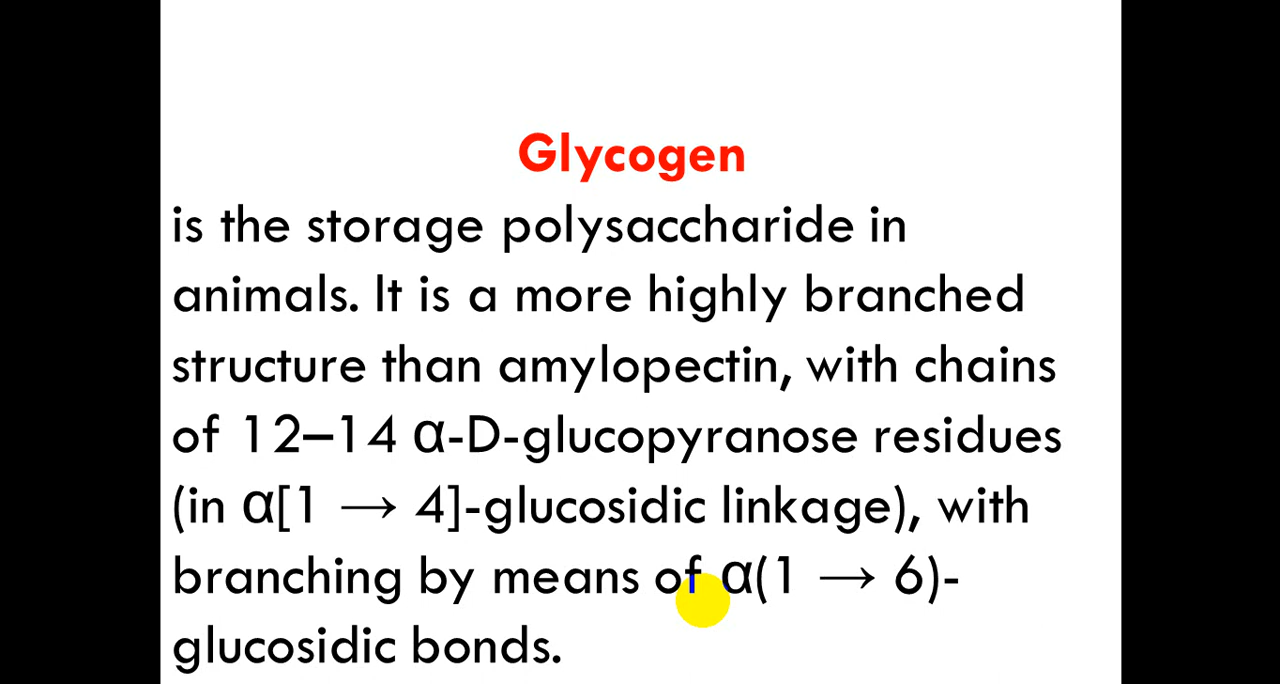 Glycogen
is the storage polysaccharide in
animals. It is a more highly branched
structure than amylopectin, with chains
of 12–14 α-D-glucopyranose residues
(in α[1 → 4]-glucosidic linkage), with
branching by means of α(1 → 6)-
glucosidic bonds.